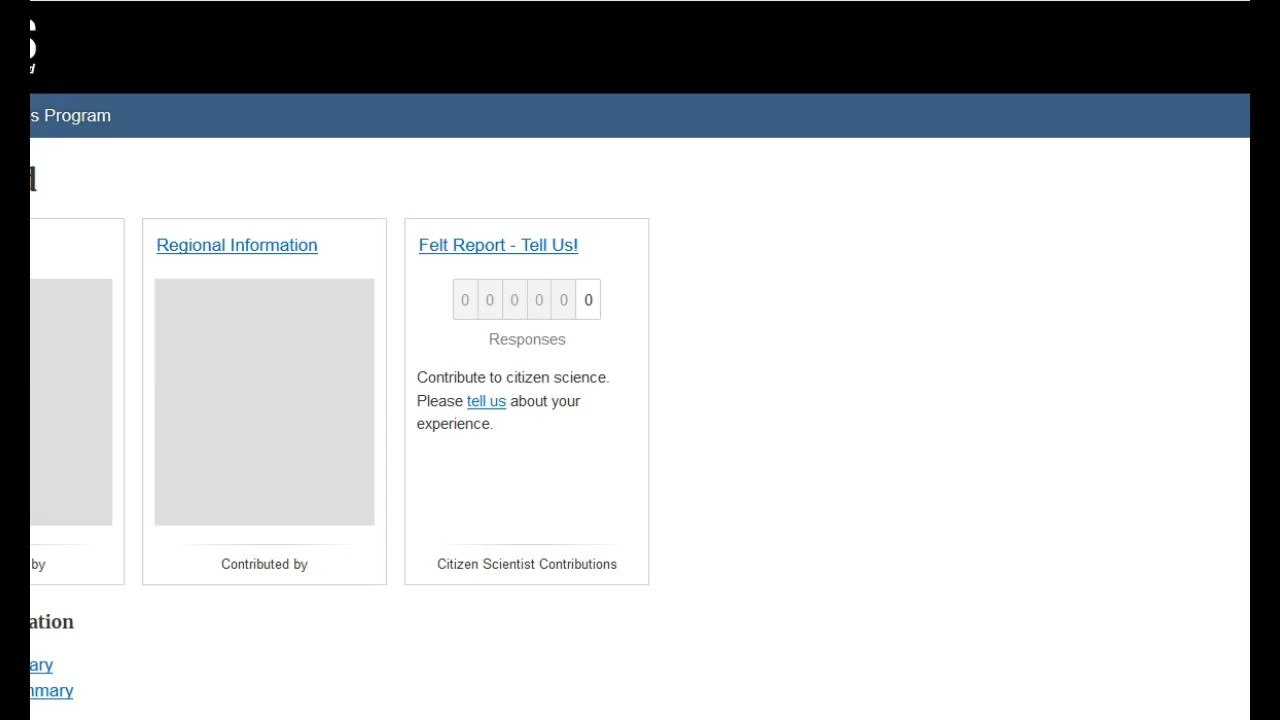 S
d
s Program
d
Regional Information
Felt Report - Tell Us!
0 0 0 0 0 0
Responses
Contribute to citizen science.
Please tell us about your
experience.
by
Contributed by
Citizen Scientist Contributions
ation
ary
mmary